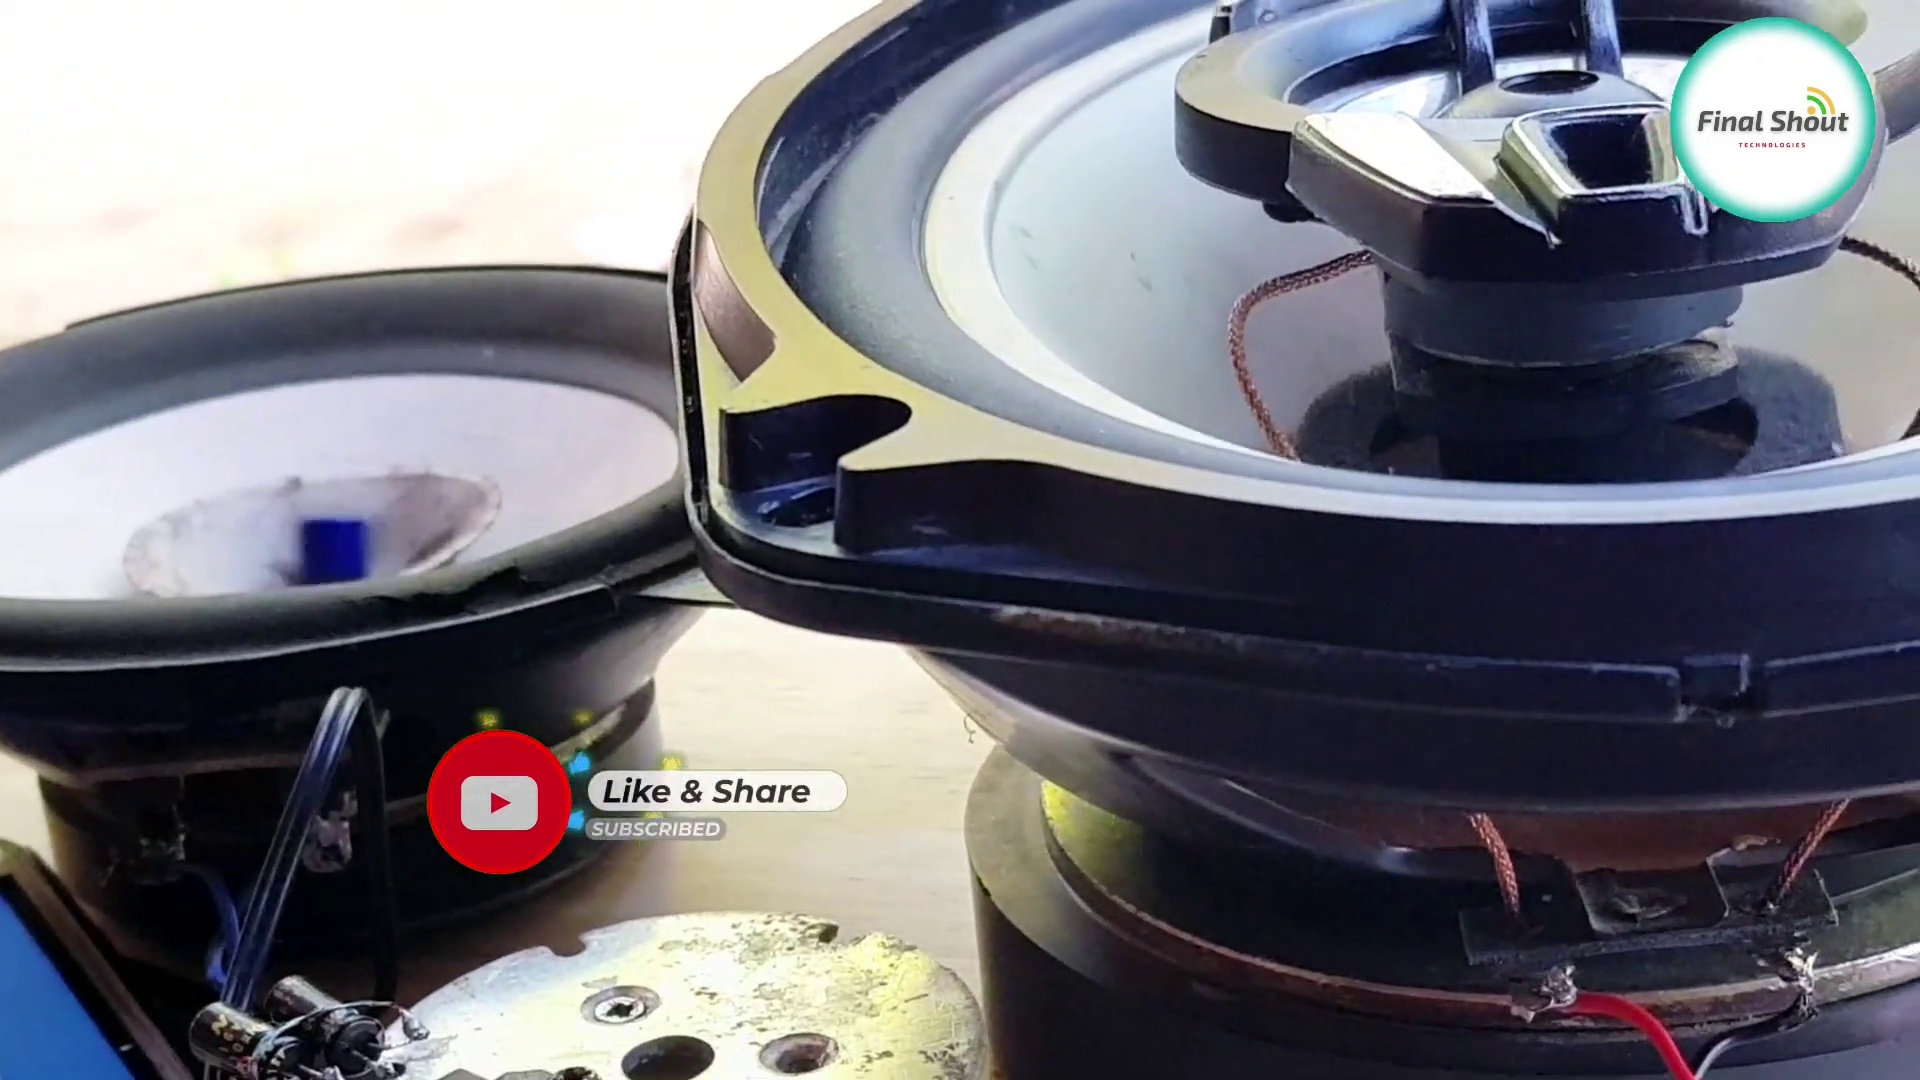 Final Shout
TECHNOLOGIES
Like & Share
SUBSCRIBED